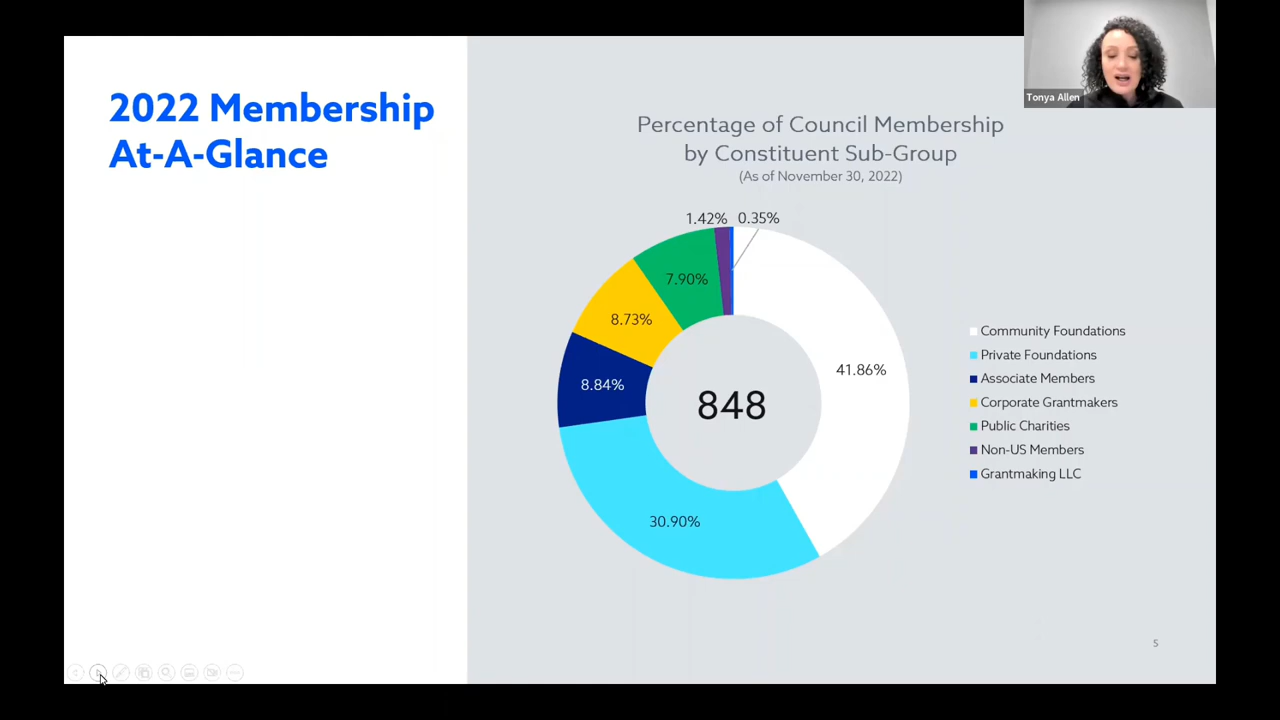 2022 Membership
At-A-Glance
Tonya Allen
Percentage of Council Membership
by Constituent Sub-Group
(As of November 30, 2022)
1.42%
0.35%
7.90%
8.73%
8.84%
41.86%
848
30.90%
Community Foundations
Private Foundations
Associate Members
Corporate Grantmakers
Public Charities
Non-US Members
Grantmaking LLC
5